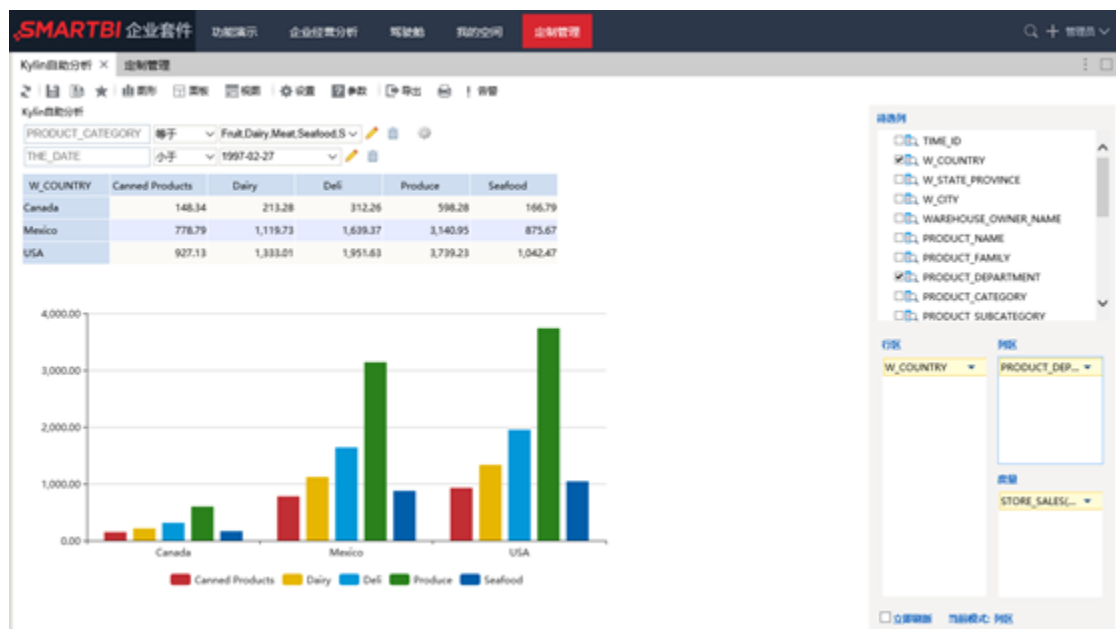 SMARTBI 企业套件 功能演示 企业经营分析 驾驶舱 我的空间 定制管理 管理员
Kylin自助分析 × 定制管理
图形 面板 视图 设置 参数 导出 告警
Kylin自助分析
PRODUCT_CATEGORY 等于 Fruit,Dairy,Meat,Seafood,S
THE_DATE 小于 1997-02-27
W_COUNTRY Canned Products Dairy Deli Produce Seafood
Canada 148.34 213.28 312.26 598.28 166.79
Mexico 778.79 1,119.73 1,639.37 3,140.95 875.67
USA 927.13 1,333.01 1,951.63 3,739.23 1,042.47
4,000.00
3,000.00
2,000.00
1,000.00
0.00
Canada Mexico USA
Canned Products Dairy Deli Produce Seafood
待选列
TIME_ID
W_COUNTRY
W_STATE_PROVINCE
W_CITY
WAREHOUSE_OWNER_NAME
PRODUCT_NAME
PRODUCT_FAMILY
PRODUCT_DEPARTMENT
PRODUCT_CATEGORY
PRODUCT_SUBCATEGORY
行区 列区
W_COUNTRY PRODUCT_DEP...
度量
STORE_SALES(...
立即刷新 当前模式: 列区